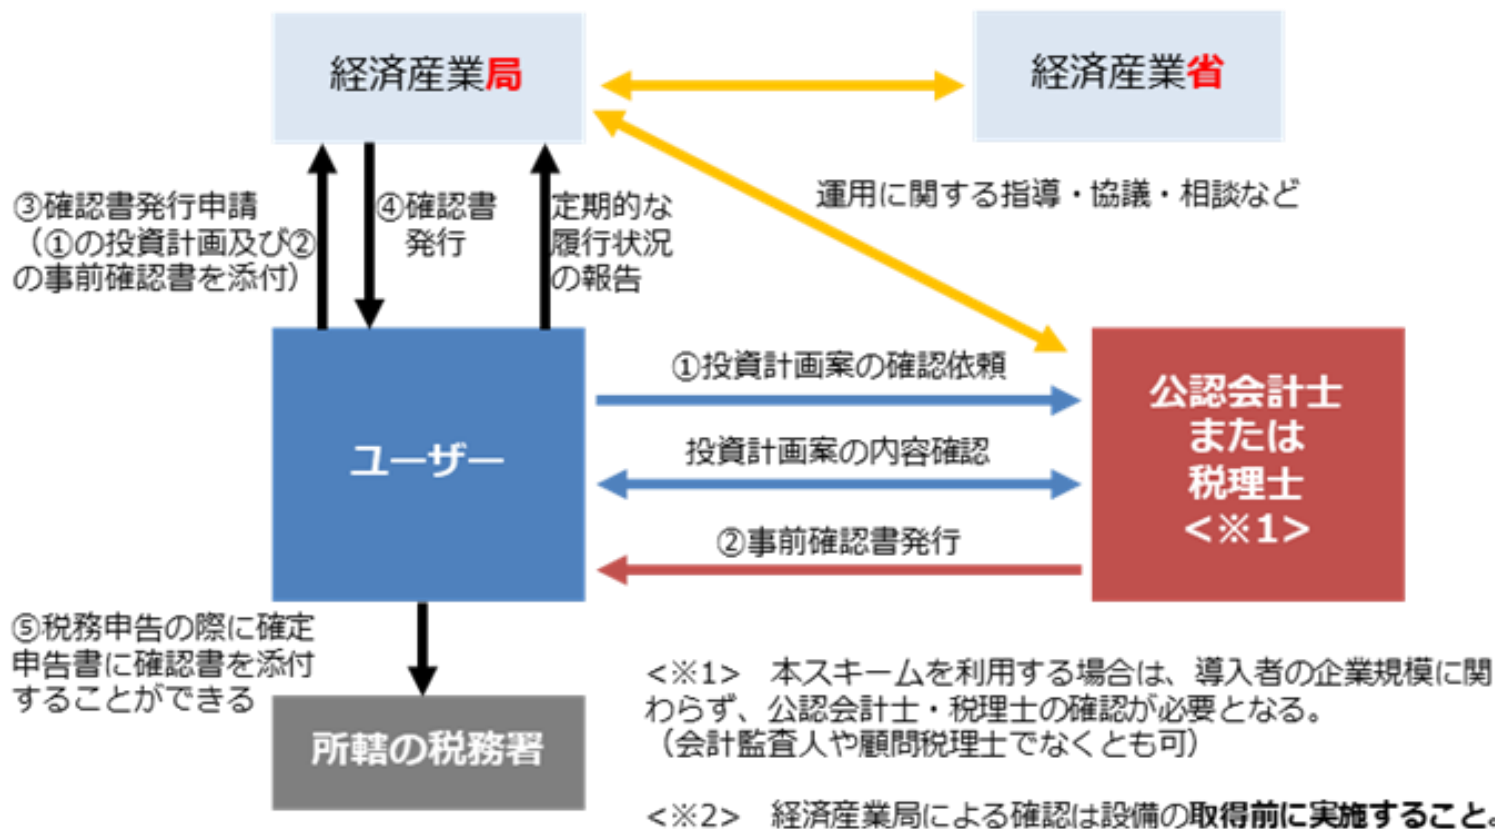 経済産業局
経済産業省
③確認書発行申請
（①の投資計画及び②
の事前確認書を添付）
④確認書
発行
定期的な
履行状況
の報告
運用に関する指導・協議・相談など
①投資計画案の確認依頼
ユーザー
投資計画案の内容確認
②事前確認書発行
公認会計士
または
税理士
<※1>
⑤税務申告の際に確定
申告書に確認書を添付
することができる
所轄の税務署
<※1>　本スキームを利用する場合は、導入者の企業規模に関
わらず、公認会計士・税理士の確認が必要となる。
（会計監査人や顧問税理士でなくとも可）
<※2>　経済産業局による確認は設備の取得前に実施すること。